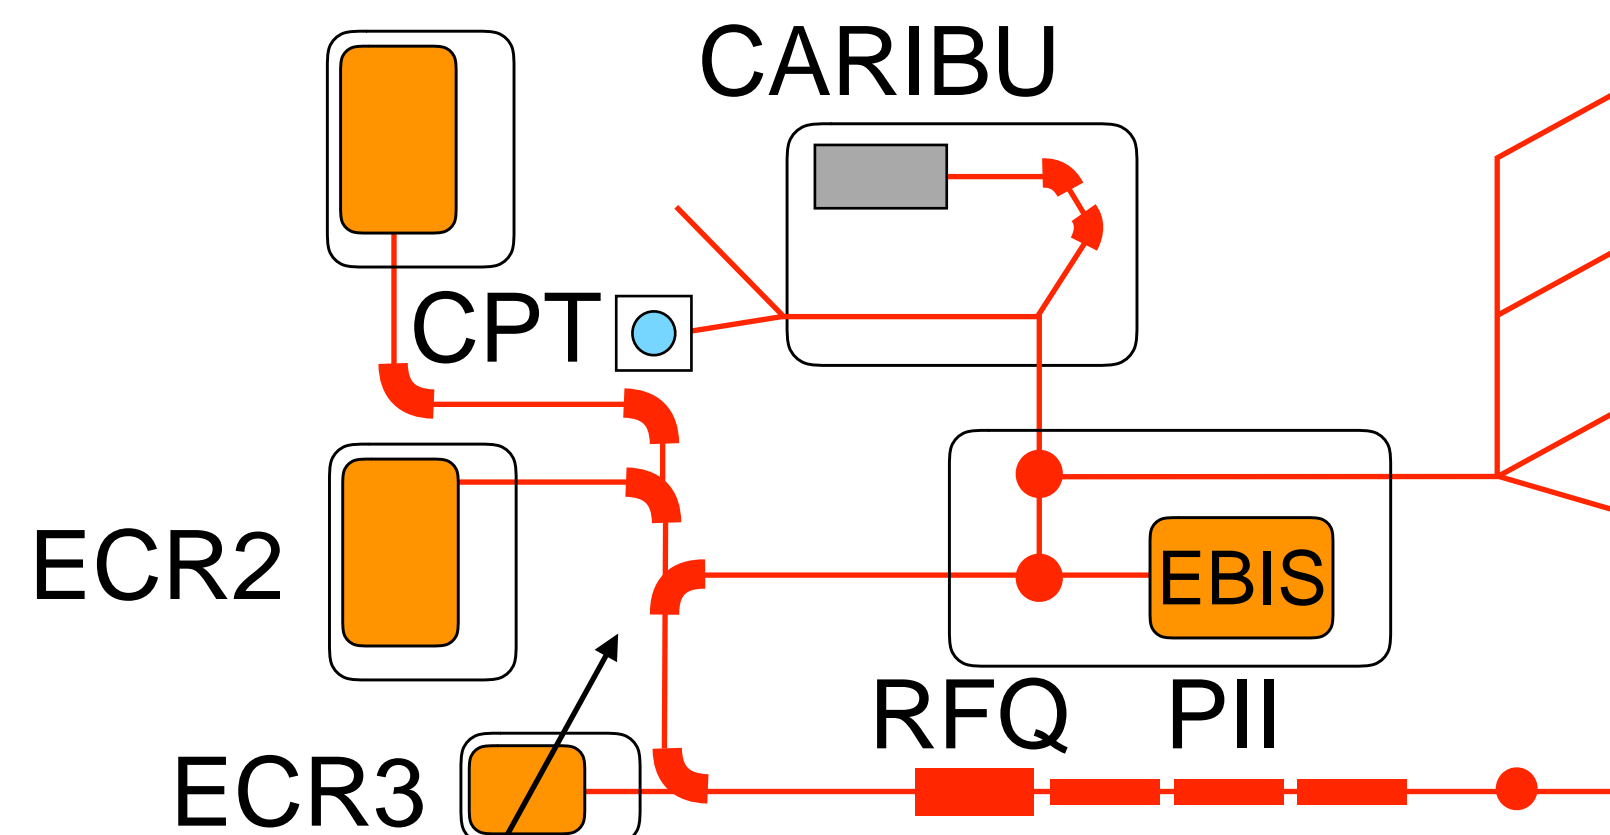 CARIBU
CPT
ECR2
EBIS
RFQ
PII
ECR3